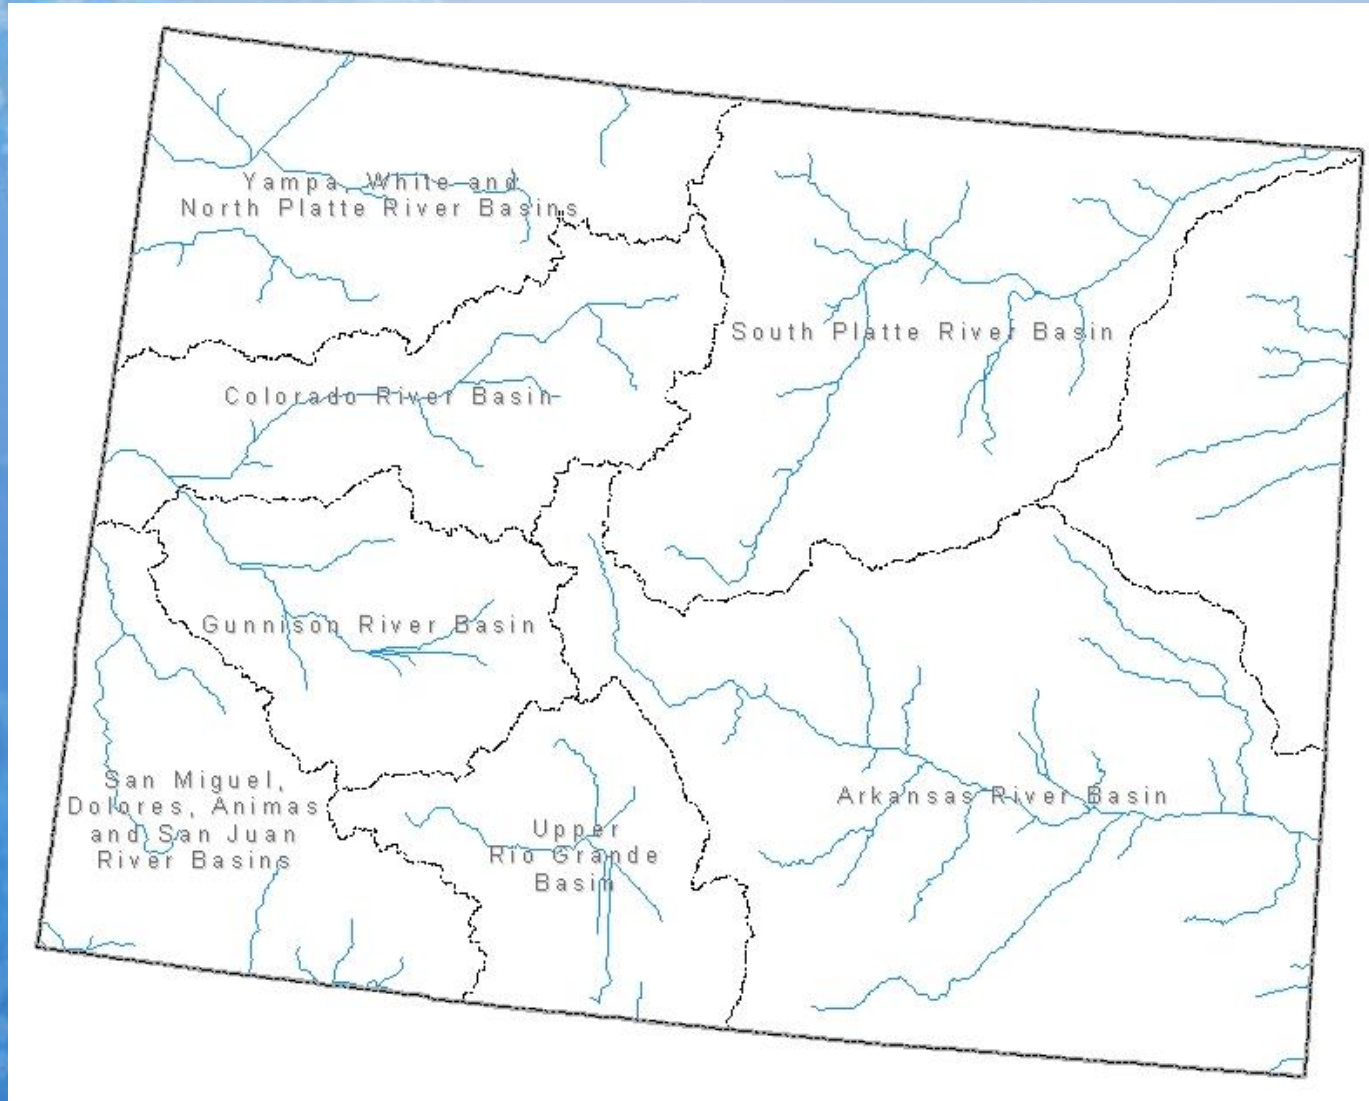 Yampa, White and
North Platte River Basins
South Platte River Basin
Colorado River Basin
Gunnison River Basin
San Miguel,
Dolores, Animas
and San Juan
River Basins
Upper
Rio Grande
Basin
Arkansas River Basin